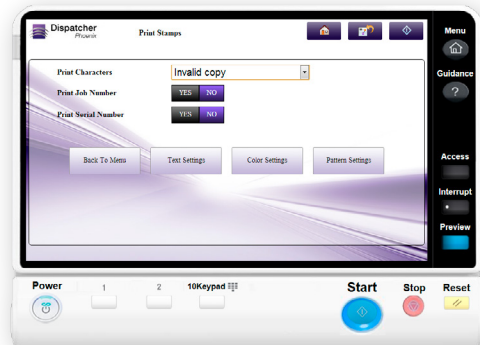 Dispatcher
Phoenix
Print Stamps
Menu
Guidance
Print Characters
Invalid copy
Print Job Number
YES NO
Print Serial Number
YES NO
Back To Menu
Text Settings
Color Settings
Pattern Settings
Access
Interrupt
Preview
Power
1
2
10Keypad
Start
Stop
Reset